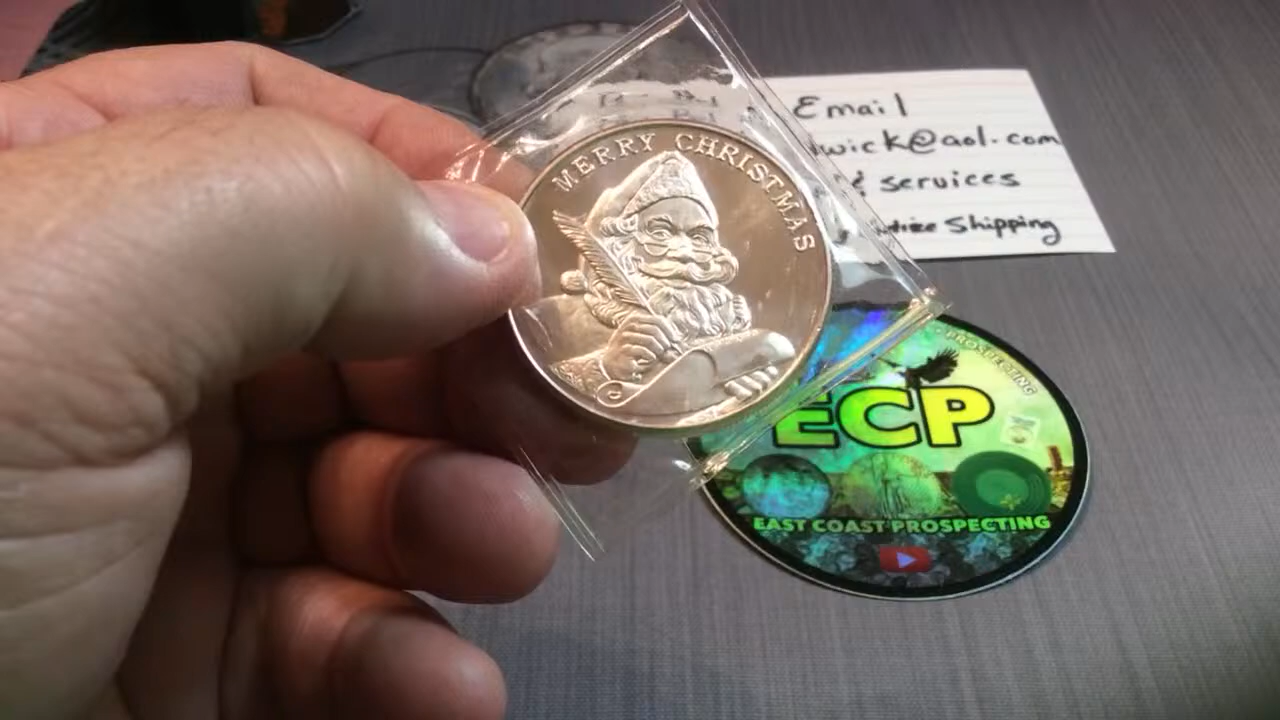 MERRY CHRISTMAS
Email
wick@aol.com
services
Shipping
PROSPECTING
ECP
EAST COAST PROSPECTING